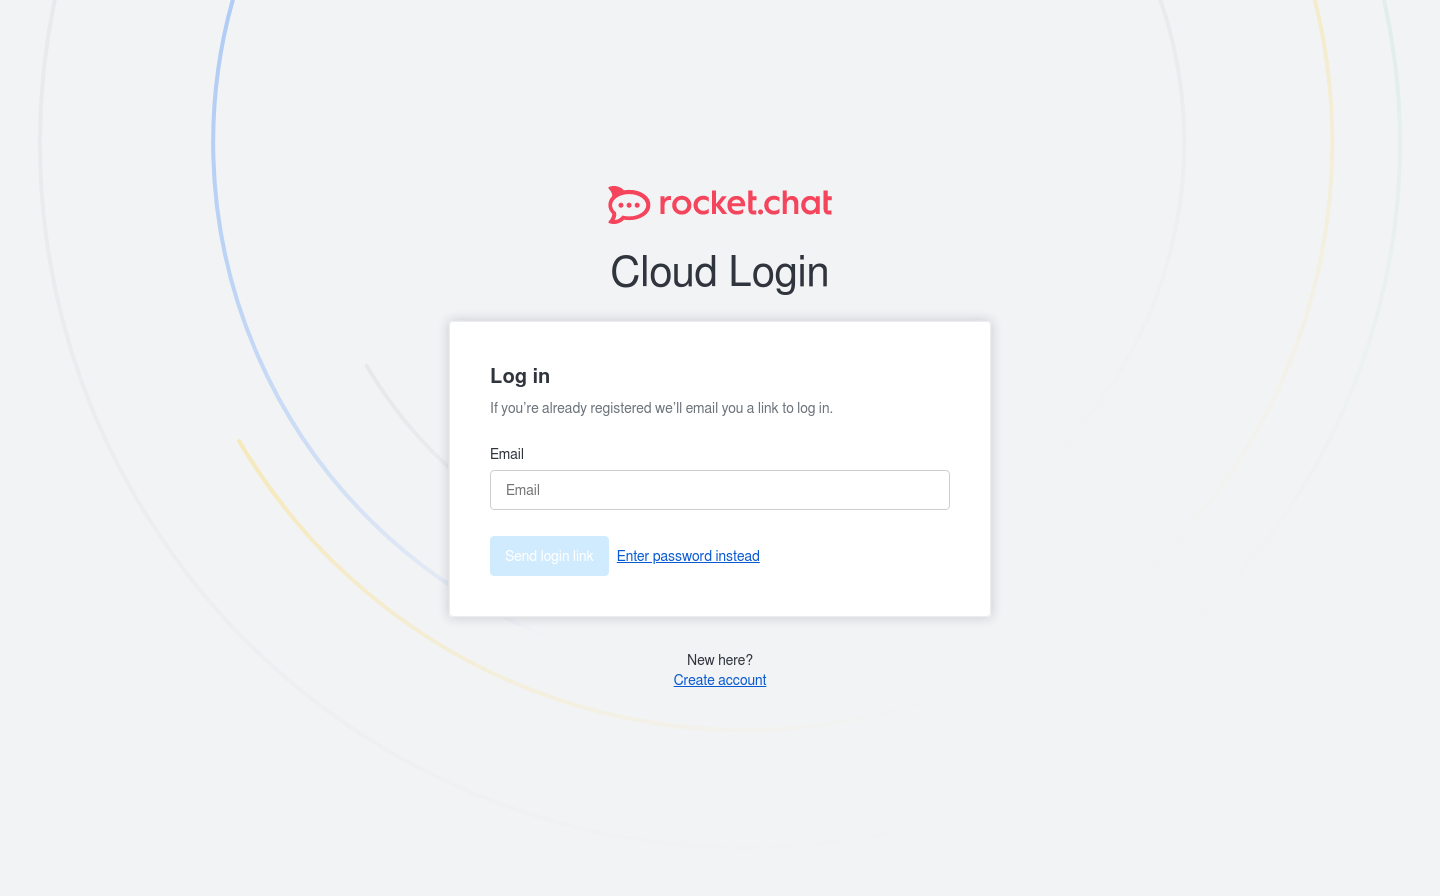 rocket.chat
Cloud Login
Log in
If you're already registered we'll email you a link to log in.
Email
Email
Send login link Enter password instead
New here?
Create account